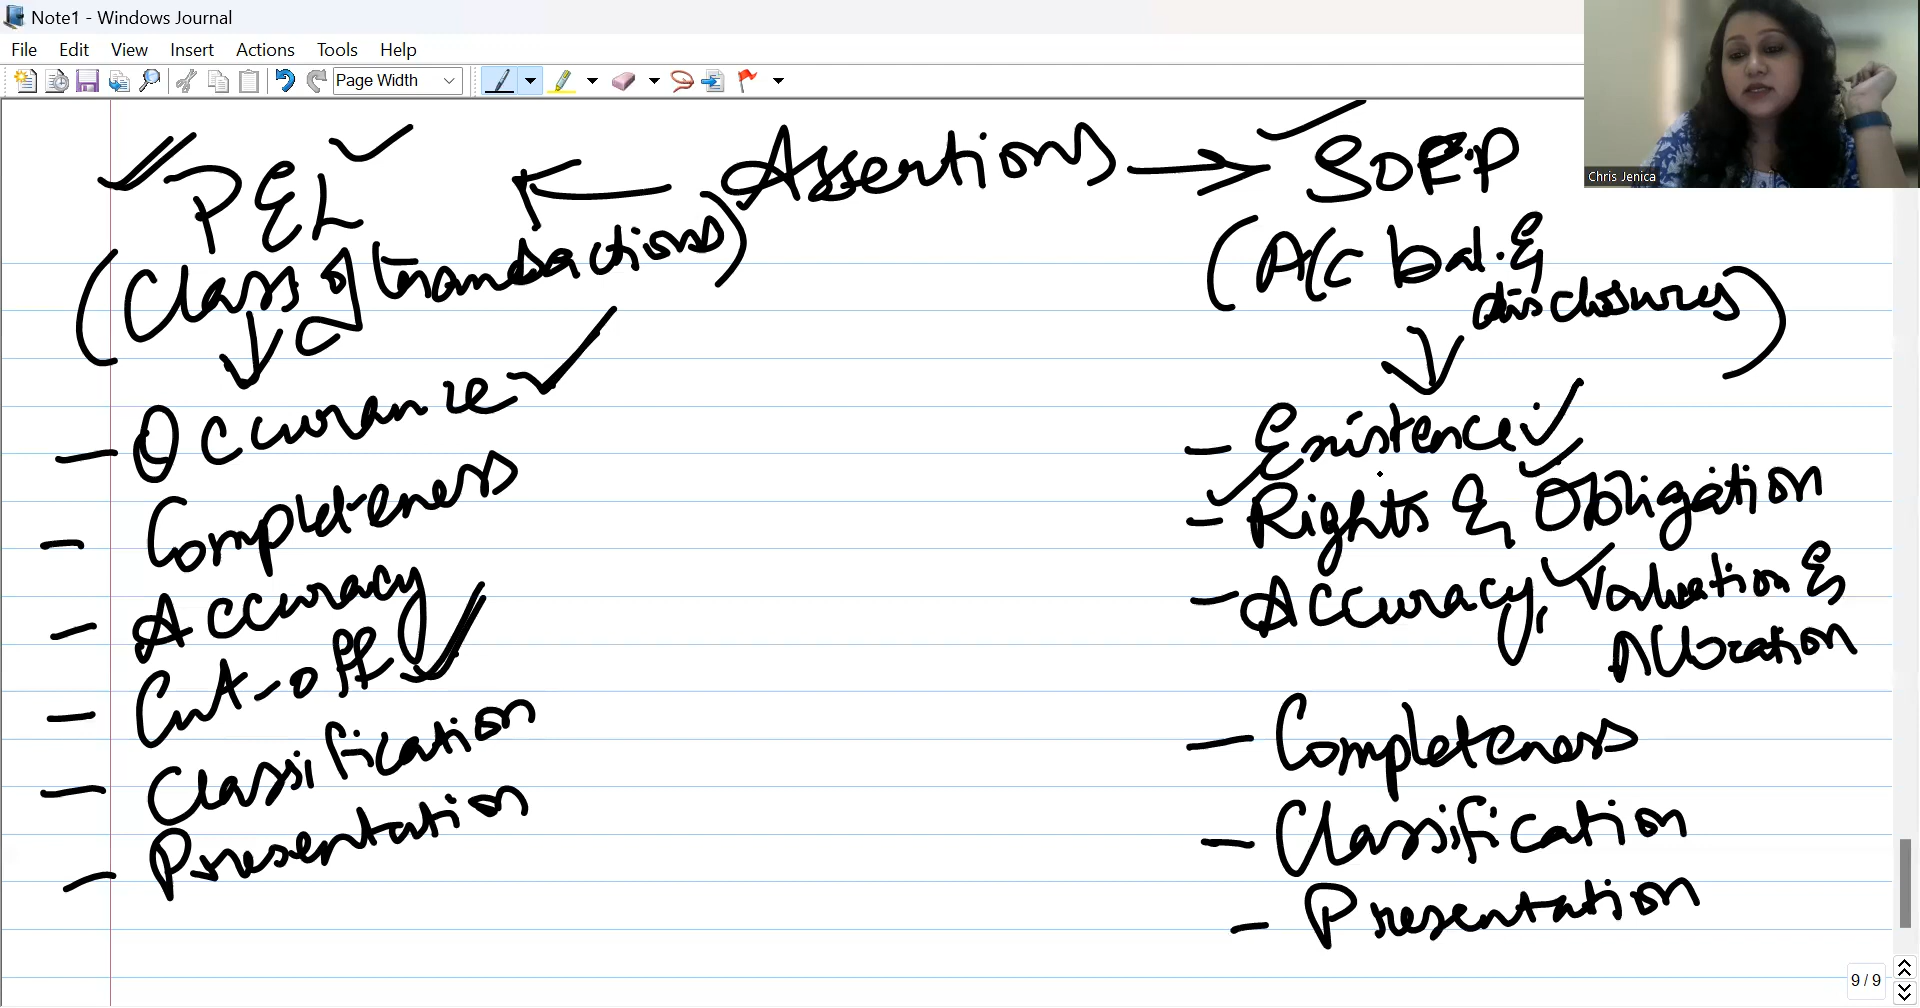 Note1 - Windows Journal
File Edit View Insert Actions Tools Help
Page Width
Chris Jenica
P&L Assertions SOFP
(Class of transactions) (A/c bal. & disclosures)
- Occurance
- Completeness
- Accuracy
- Cut-off
- Classification
- Presentation
- Existence
- Rights & Obligation
- Accuracy, Valuation &
Allocation
- Completeness
- Classification
- Presentation
9 / 9